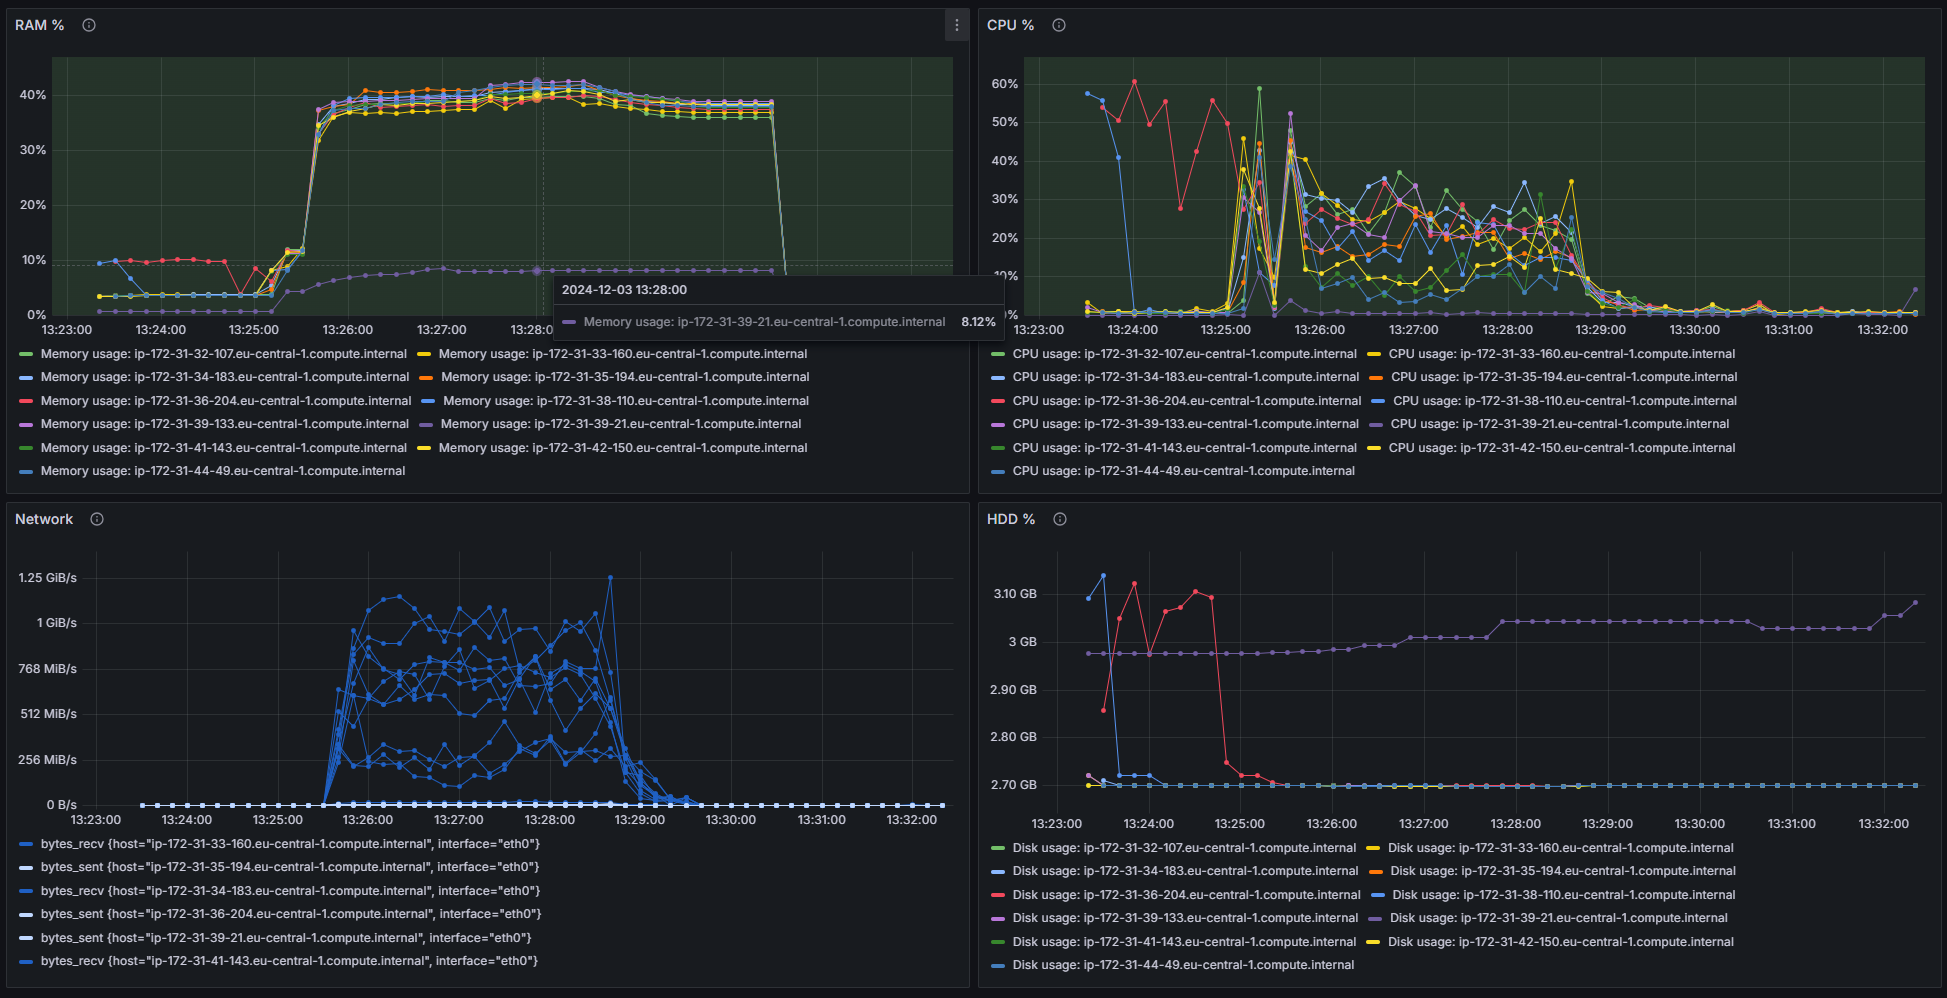 RAM %
40%
30%
20%
10%
0%
13:23:00 13:24:00 13:25:00 13:26:00 13:27:00 13:28:0
2024-12-03 13:28:00
Memory usage: ip-172-31-39-21.eu-central-1.compute.internal 8.12%
Memory usage: ip-172-31-32-107.eu-central-1.compute.internal Memory usage: ip-172-31-33-160.eu-central-1.compute.internal
Memory usage: ip-172-31-34-183.eu-central-1.compute.internal Memory usage: ip-172-31-35-194.eu-central-1.compute.internal
Memory usage: ip-172-31-36-204.eu-central-1.compute.internal Memory usage: ip-172-31-38-110.eu-central-1.compute.internal
Memory usage: ip-172-31-39-133.eu-central-1.compute.internal Memory usage: ip-172-31-39-21.eu-central-1.compute.internal
Memory usage: ip-172-31-41-143.eu-central-1.compute.internal Memory usage: ip-172-31-42-150.eu-central-1.compute.internal
Memory usage: ip-172-31-44-49.eu-central-1.compute.internal
CPU %
60%
50%
40%
30%
20%
10%
%
13:23:00 13:24:00 13:25:00 13:26:00 13:27:00 13:28:00 13:29:00 13:30:00 13:31:00 13:32:00
CPU usage: ip-172-31-32-107.eu-central-1.compute.internal CPU usage: ip-172-31-33-160.eu-central-1.compute.internal
CPU usage: ip-172-31-34-183.eu-central-1.compute.internal CPU usage: ip-172-31-35-194.eu-central-1.compute.internal
CPU usage: ip-172-31-36-204.eu-central-1.compute.internal CPU usage: ip-172-31-38-110.eu-central-1.compute.internal
CPU usage: ip-172-31-39-133.eu-central-1.compute.internal CPU usage: ip-172-31-39-21.eu-central-1.compute.internal
CPU usage: ip-172-31-41-143.eu-central-1.compute.internal CPU usage: ip-172-31-42-150.eu-central-1.compute.internal
CPU usage: ip-172-31-44-49.eu-central-1.compute.internal
Network
1.25 GiB/s
1 GiB/s
768 MiB/s
512 MiB/s
256 MiB/s
0 B/s
13:23:00 13:24:00 13:25:00 13:26:00 13:27:00 13:28:00 13:29:00 13:30:00 13:31:00 13:32:00
bytes_recv {host="ip-172-31-33-160.eu-central-1.compute.internal", interface="eth0"}
bytes_sent {host="ip-172-31-35-194.eu-central-1.compute.internal", interface="eth0"}
bytes_recv {host="ip-172-31-34-183.eu-central-1.compute.internal", interface="eth0"}
bytes_sent {host="ip-172-31-36-204.eu-central-1.compute.internal", interface="eth0"}
bytes_sent {host="ip-172-31-39-21.eu-central-1.compute.internal", interface="eth0"}
bytes_recv {host="ip-172-31-41-143.eu-central-1.compute.internal", interface="eth0"}
HDD %
3.10 GB
3 GB
2.90 GB
2.80 GB
2.70 GB
13:23:00 13:24:00 13:25:00 13:26:00 13:27:00 13:28:00 13:29:00 13:30:00 13:31:00 13:32:00
Disk usage: ip-172-31-32-107.eu-central-1.compute.internal Disk usage: ip-172-31-33-160.eu-central-1.compute.internal
Disk usage: ip-172-31-34-183.eu-central-1.compute.internal Disk usage: ip-172-31-35-194.eu-central-1.compute.internal
Disk usage: ip-172-31-36-204.eu-central-1.compute.internal Disk usage: ip-172-31-38-110.eu-central-1.compute.internal
Disk usage: ip-172-31-39-133.eu-central-1.compute.internal Disk usage: ip-172-31-39-21.eu-central-1.compute.internal
Disk usage: ip-172-31-41-143.eu-central-1.compute.internal Disk usage: ip-172-31-42-150.eu-central-1.compute.internal
Disk usage: ip-172-31-44-49.eu-central-1.compute.internal